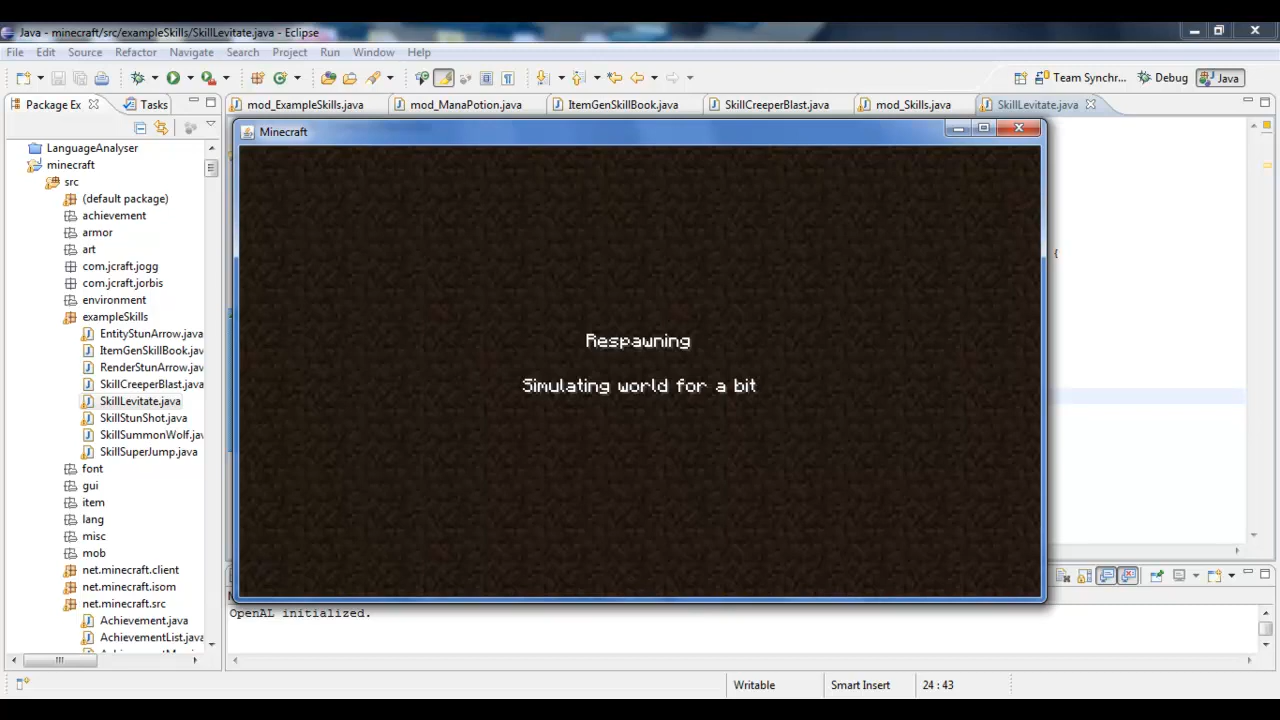 Java - minecraft/src/exampleSkills/SkillLevitate.java - Eclipse
File Edit Source Refactor Navigate Search Project Run Window Help
Team Synchr... Debug Java
Package Ex Tasks
mod_ExampleSkills.java mod_ManaPotion.java ItemGenSkillBook.java SkillCreeperBlast.java mod_Skills.java SkillLevitate.java
Minecraft
LanguageAnalyser
minecraft
src
(default package)
achievement
armor
art
com.jcraft.jogg
com.jcraft.jorbis
environment
exampleSkills
EntityStunArrow.java
ItemGenSkillBook.jav
RenderStunArrow.java
SkillCreeperBlast.java
SkillLevitate.java
SkillStunShot.java
SkillSummonWolf.jav
SkillSuperJump.java
font
gui
item
lang
misc
mob
net.minecraft.client
net.minecraft.isom
net.minecraft.src
Achievement.java
AchievementList.java
{
Respawning
Simulating world for a bit
OpenAL initialized.
Writable Smart Insert 24 : 43